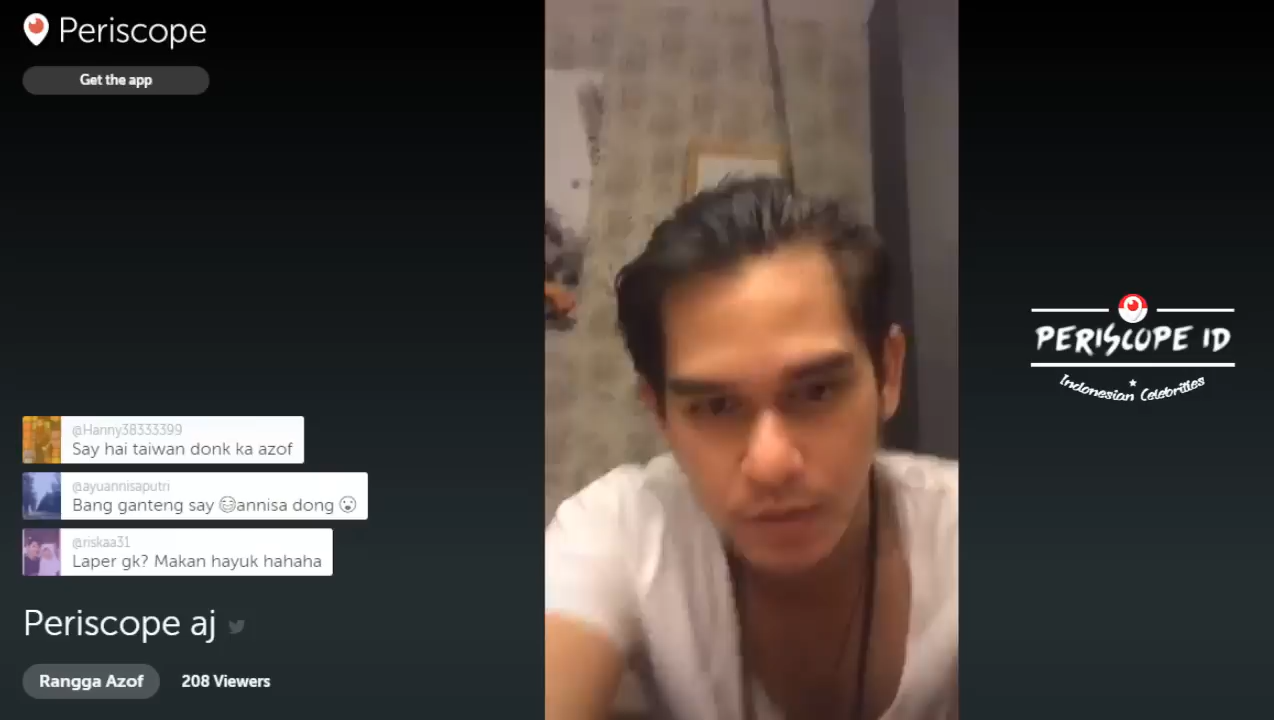 Periscope
Get the app
@Hanny38333399
Say hai taiwan donk ka azof
@ayuannisaputri
Bang ganteng say 😅annisa dong 😮
@riskaa31
Laper gk? Makan hayuk hahaha
Periscope aj
Rangga Azof
208 Viewers
PERISCOPE ID
Indonesian Celebrities